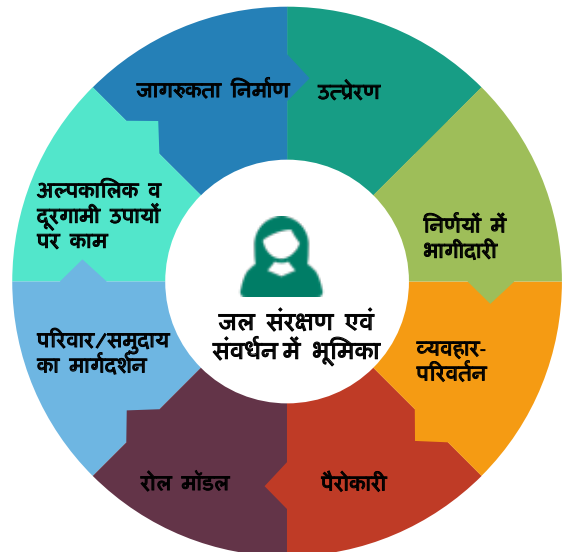 जागरुकता निर्माण
उत्प्रेरण
निर्णयों में
भागीदारी
व्यवहार-
परिवर्तन
पैरोकारी
रोल मॉडल
परिवार/समुदाय
का मार्गदर्शन
अल्पकालिक व
दूरगामी उपायों
पर काम
जल संरक्षण एवं
संवर्धन में भूमिका